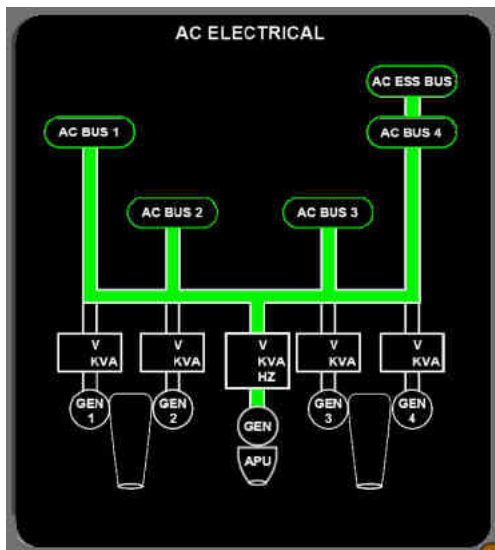 AC ELECTRICAL
AC ESS BUS
AC BUS 1
AC BUS 4
AC BUS 2
AC BUS 3
V
KVA
V
KVA
V
KVA
HZ
V
KVA
V
KVA
GEN
1
GEN
2
GEN
GEN
3
GEN
4
APU